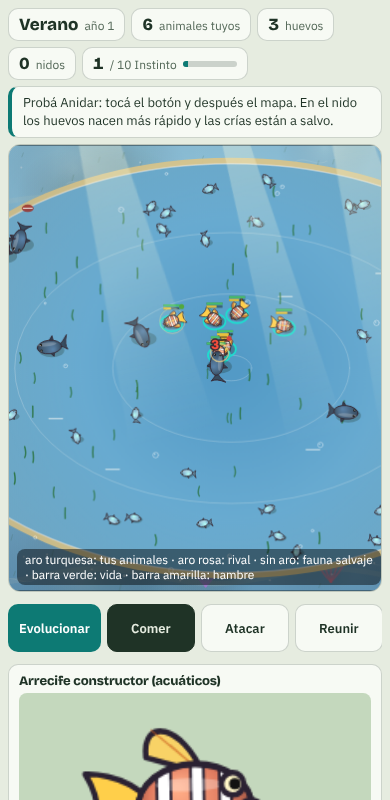 Verano año 1
6 animales tuyos
3 huevos
0 nidos
1 / 10 Instinto
Probá Anidar: tocá el botón y después el mapa. En el nido
los huevos nacen más rápido y las crías están a salvo.
3
aro turquesa: tus animales · aro rosa: rival · sin aro: fauna salvaje
· barra verde: vida · barra amarilla: hambre
Evolucionar
Comer
Atacar
Reunir
Arrecife constructor (acuáticos)